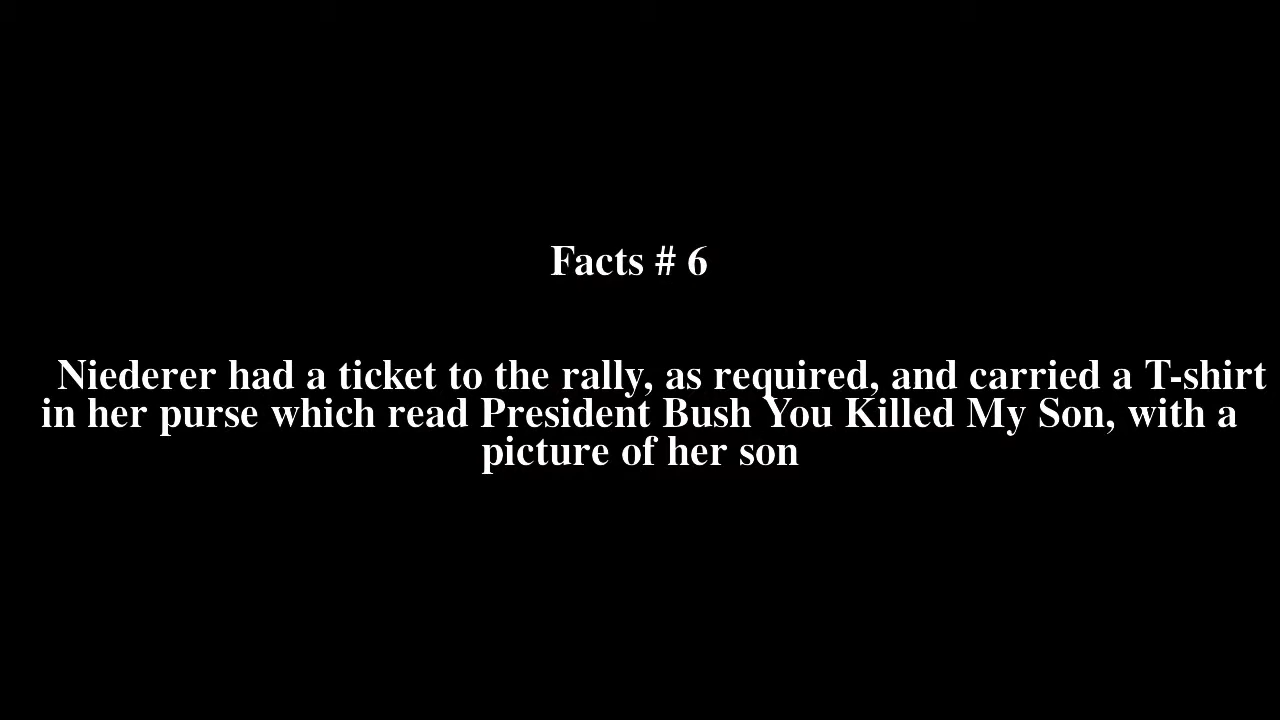 Facts # 6
Niederer had a ticket to the rally, as required, and carried a T-shirt
in her purse which read President Bush You Killed My Son, with a
picture of her son